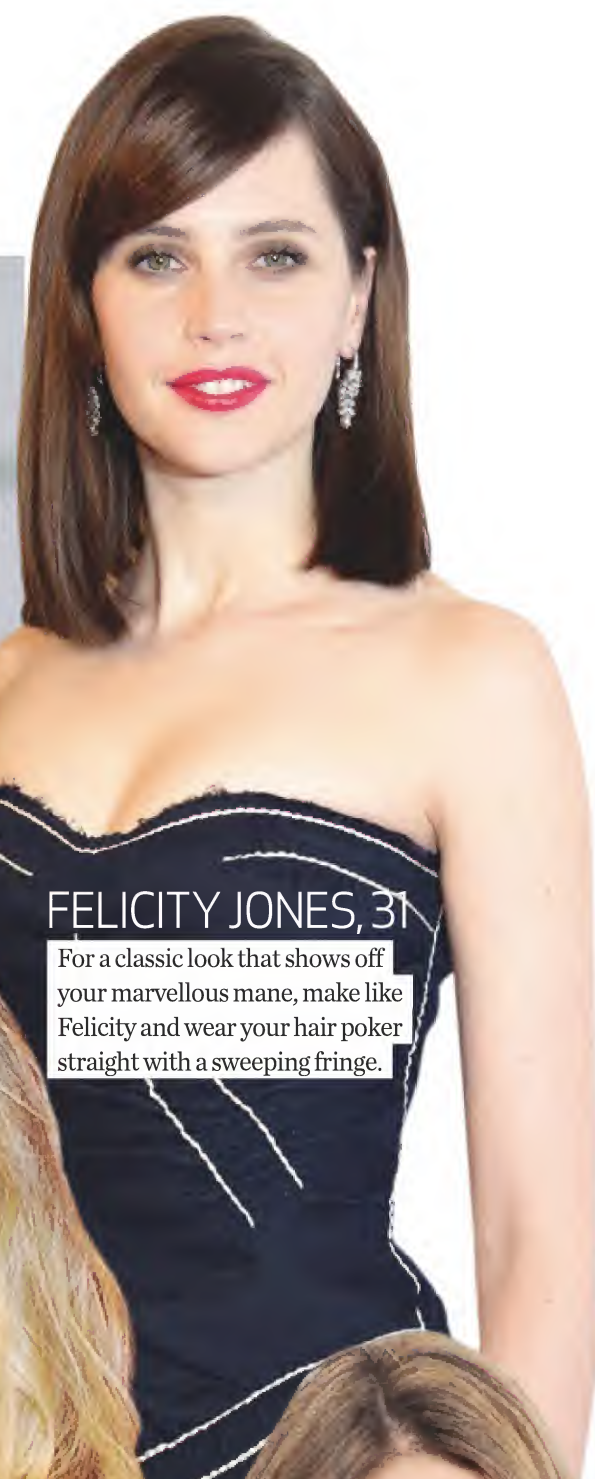 FELICITY JONES, 31
For a classic look that shows off
your marvellous mane, make like
Felicity and wear your hair poker
straight with a sweeping fringe.